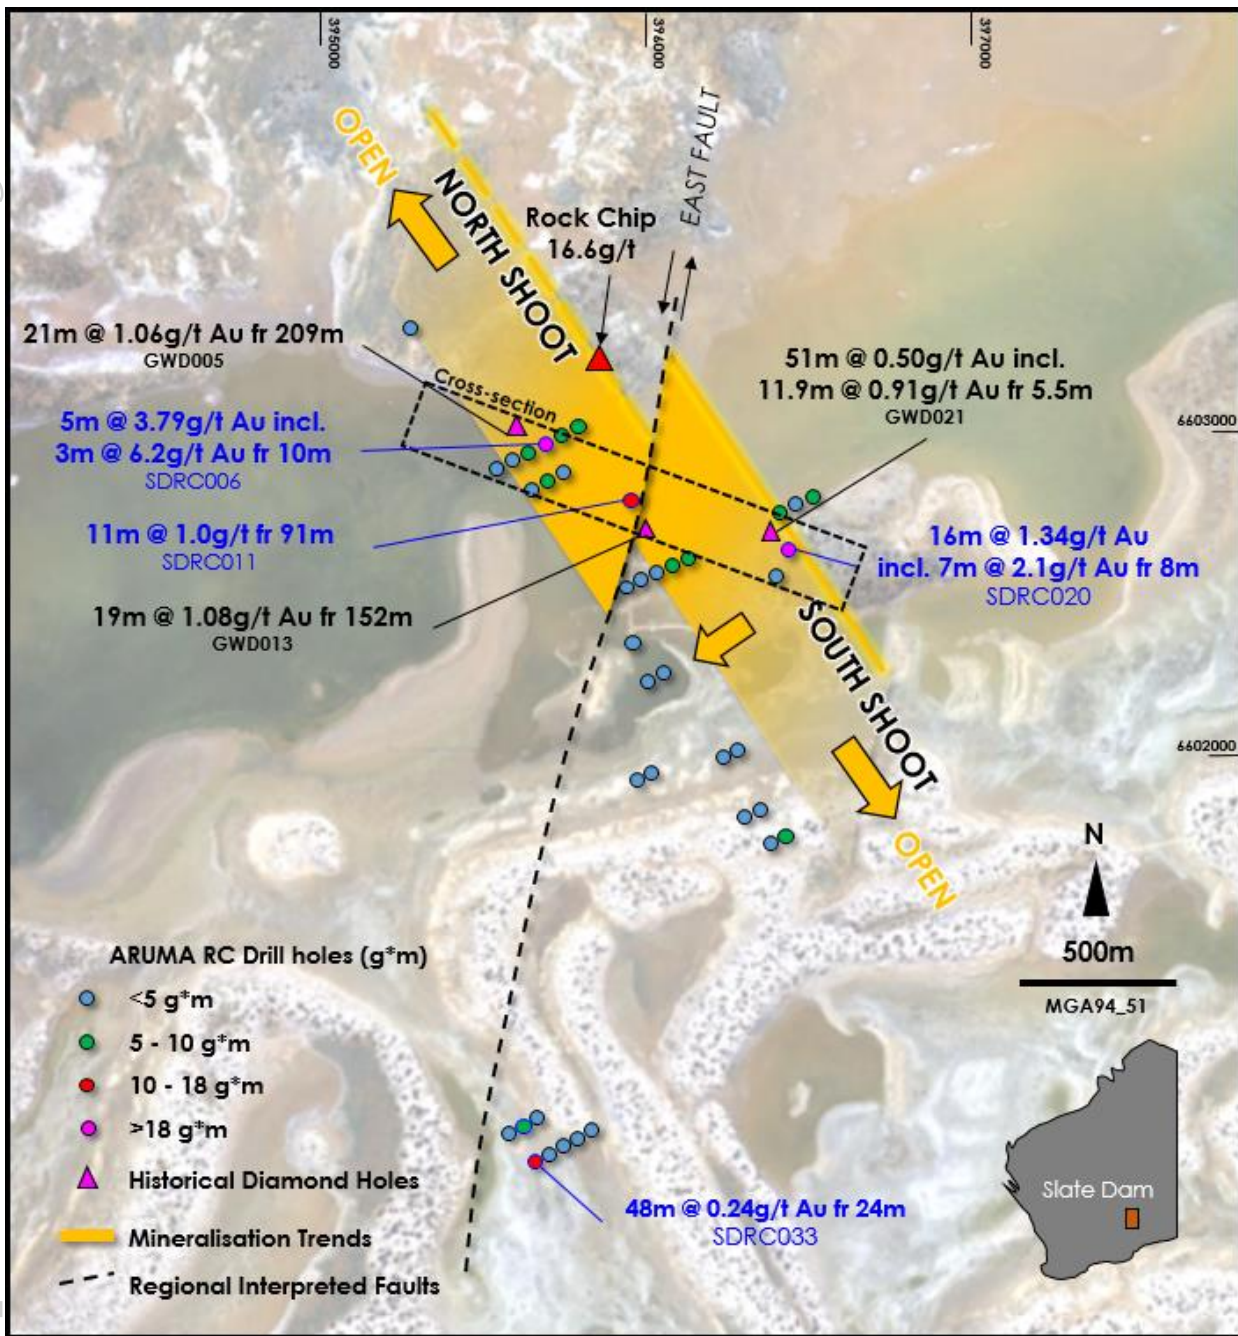 395000
396000
397000
OPEN
NORTH SHOOT
EAST FAULT
Rock Chip
16.6g/t
21m @ 1.06g/t Au fr 209m
GWD005
51m @ 0.50g/t Au incl.
11.9m @ 0.91g/t Au fr 5.5m
GWD021
Cross-section
5m @ 3.79g/t Au incl.
3m @ 6.2g/t Au fr 10m
SDRC006
6603000
11m @ 1.0g/t fr 91m
SDRC011
16m @ 1.34g/t Au
incl. 7m @ 2.1g/t Au fr 8m
SDRC020
19m @ 1.08g/t Au fr 152m
GWD013
SOUTH SHOOT
6602000
OPEN
N
500m
MGA94_51
ARUMA RC Drill holes (g*m)
<5 g*m
5 - 10 g*m
10 - 18 g*m
>18 g*m
Historical Diamond Holes
Mineralisation Trends
Regional Interpreted Faults
48m @ 0.24g/t Au fr 24m
SDRC033
Slate Dam